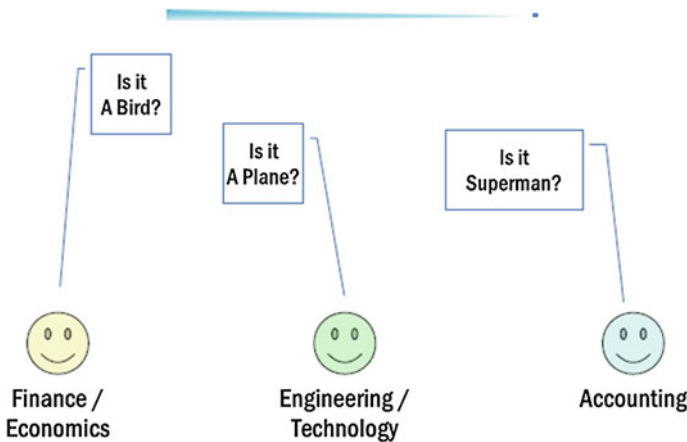 Is it
A Bird?
Is it
A Plane?
Is it
Superman?
Finance /
Economics
Engineering /
Technology
Accounting